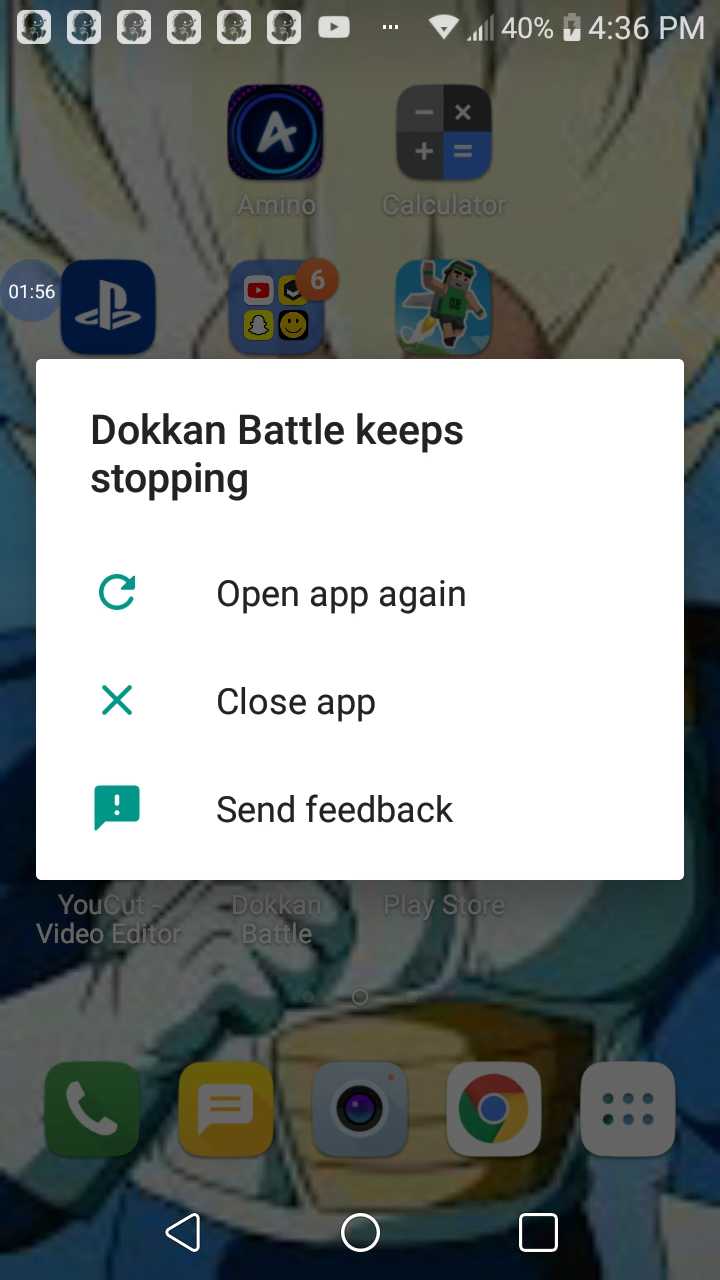 40% 4:36 PM
Amino Calculator
01:56
6
08
Dokkan Battle keeps
stopping
Open app again
Close app
Send feedback
YouCut - Dokkan Play Store
Video Editor Battle